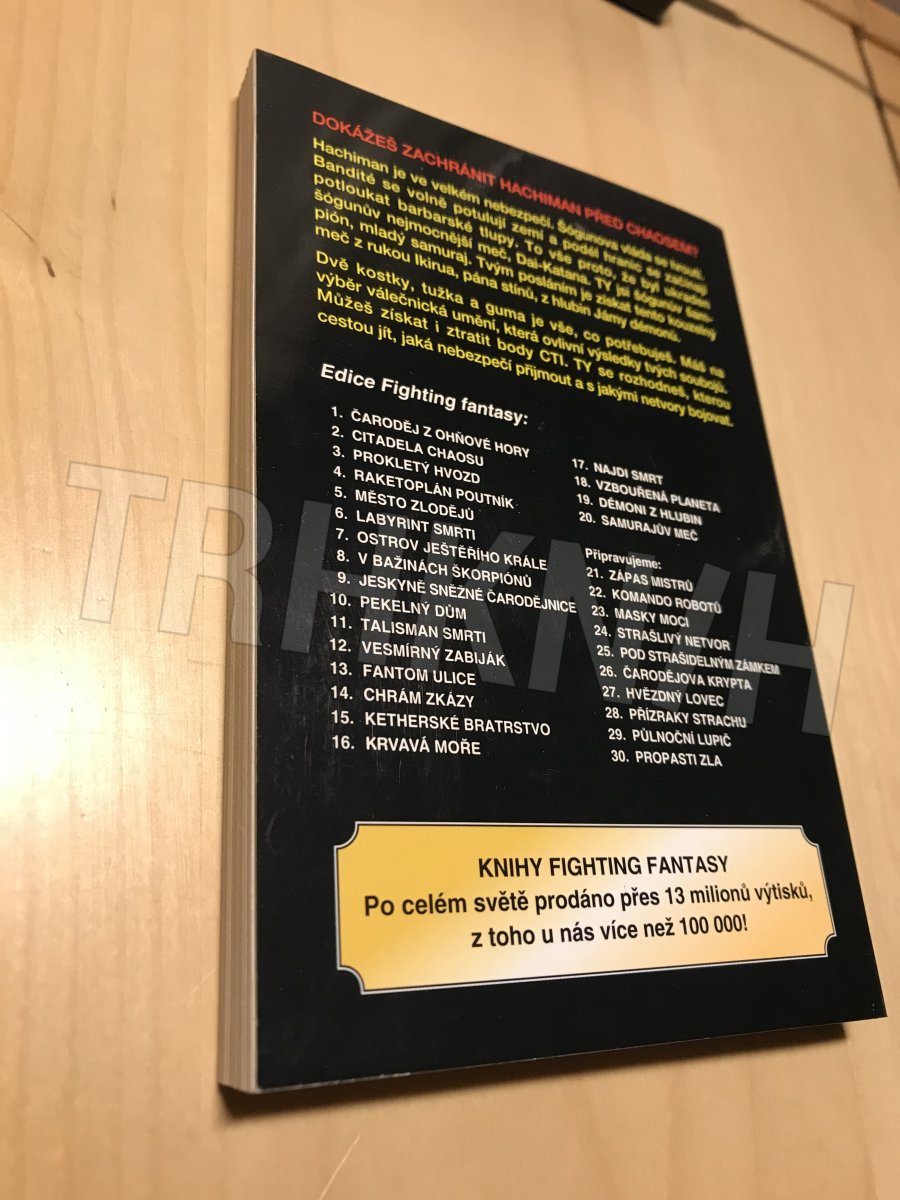 DOKÁŽEŠ ZACHRÁNIT HACHIMAN PŘED CHAOSEM?
Hachiman je ve velkém nebezpečí. Šógunova vláda se hroutí.
Bandité se volně potulují zemí a podél hranic se začínají
potloukat barbarské tlupy. To vše proto, že byl ukraden
šógunův nejmocnější meč, Dai-Katana. TY jsi šógunův šam-
pión, mladý samuraj. Tvým posláním je získat tento kouzelný
meč z rukou Ikirua, pána stínů, z hlubin Jámy démonů.
Dvě kostky, tužka a guma je vše, co potřebuješ. Máš na
výběr válečnická umění, která ovlivní výsledky tvých soubojů.
Můžeš získat i ztratit body CTI. TY se rozhodneš, kterou
cestou jít, jaká nebezpečí přijmout a s jakými netvory bojovat.
Edice Fighting fantasy:
1. ČARODĚJ Z OHŇOVÉ HORY
2. CITADELA CHAOSU
3. PROKLETÝ HVOZD
4. RAKETOPLÁN POUTNÍK
5. MĚSTO ZLODĚJŮ
6. LABYRINT SMRTI
7. OSTROV JEŠTĚŘÍHO KRÁLE
8. V BAŽINÁCH ŠKORPIÓNŮ
9. JESKYNĚ SNĚŽNÉ ČARODĚJNICE
10. PEKELNÝ DŮM
11. TALISMAN SMRTI
12. VESMÍRNÝ ZABIJÁK
13. FANTOM ULICE
14. CHRÁM ZKÁZY
15. KETHERSKÉ BRATRSTVO
16. KRVAVÁ MOŘE
17. NAJDI SMRT
18. VZBOUŘENÁ PLANETA
19. DÉMONI Z HLUBIN
20. SAMURAJŮV MEČ
Připravujeme:
21. ZÁPAS MISTRŮ
22. KOMANDO ROBOTŮ
23. MASKY MOCI
24. STRAŠLIVÝ NETVOR
25. POD STRAŠIDELNÝM ZÁMKEM
26. ČARODĚJOVA KRYPTA
27. HVĚZDNÝ LOVEC
28. PŘÍZRAKY STRACHU
29. PŮLNOČNÍ LUPIČ
30. PROPASTI ZLA
KNIHY FIGHTING FANTASY
Po celém světě prodáno přes 13 milionů výtisků,
z toho u nás více než 100 000!
TRHKNIH